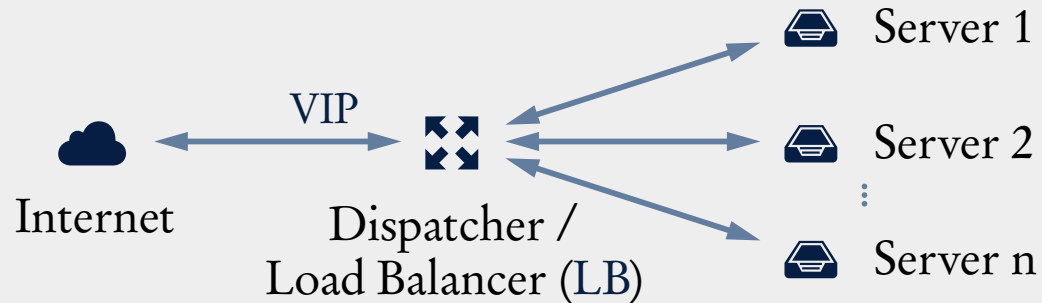 Server 1
VIP
Server 2
Internet
Dispatcher /
Load Balancer (LB)
Server n